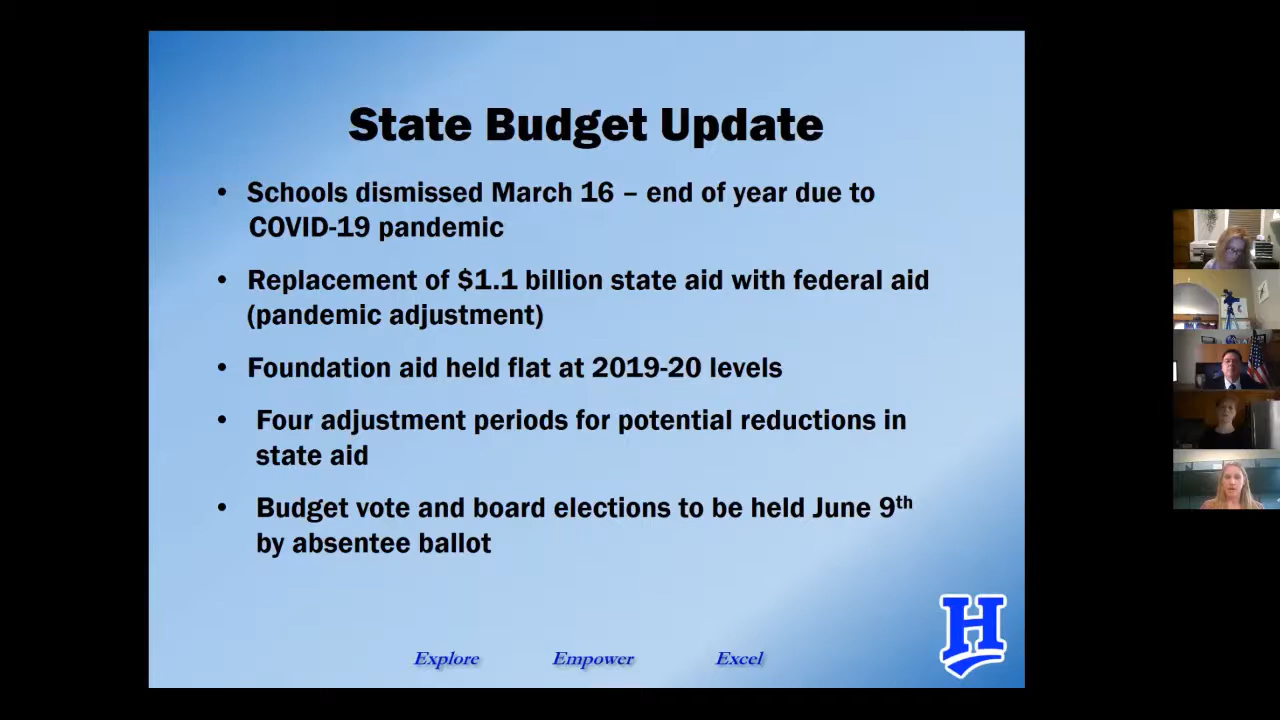 State Budget Update
• Schools dismissed March 16 – end of year due to
COVID-19 pandemic
• Replacement of $1.1 billion state aid with federal aid
(pandemic adjustment)
• Foundation aid held flat at 2019-20 levels
• Four adjustment periods for potential reductions in
state aid
• Budget vote and board elections to be held June 9th
by absentee ballot
H
Explore Empower Excel